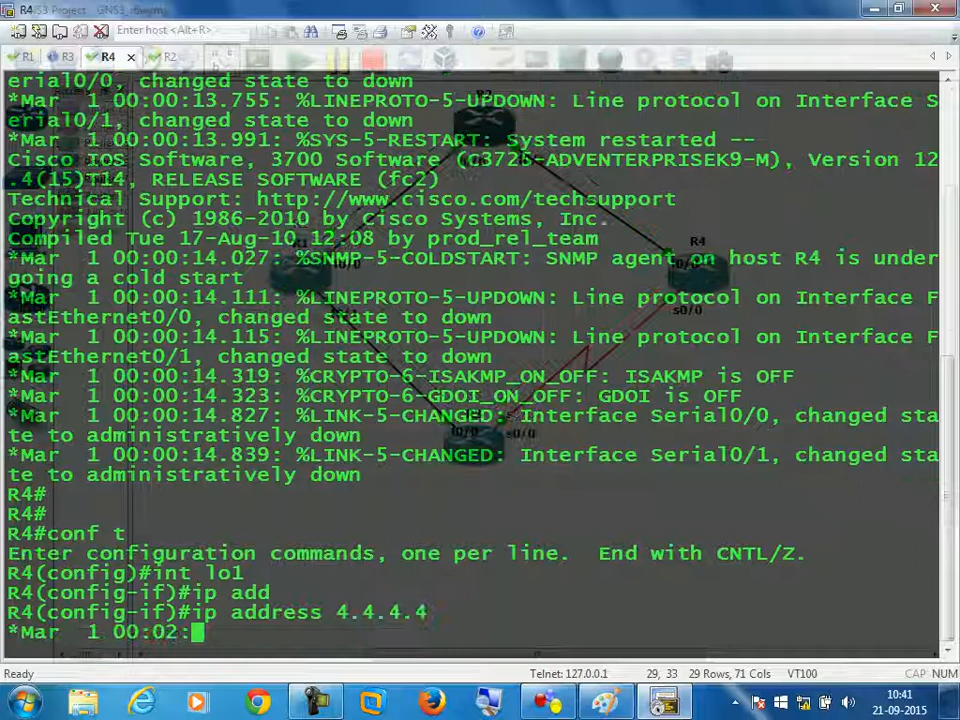 R4
GNS3 Project
Enter host <Alt+R>
R1
R3
R4
R2
erial0/0, changed state to down
*Mar  1 00:00:13.755: %LINEPROTO-5-UPDOWN: Line protocol on Interface S
erial0/1, changed state to down
*Mar  1 00:00:13.991: %SYS-5-RESTART: System restarted --
Cisco IOS Software, 3700 Software (C3725-ADVENTERPRISEK9-M), Version 12
.4(15)T14, RELEASE SOFTWARE (fc2)
Technical Support: http://www.cisco.com/techsupport
Copyright (c) 1986-2010 by Cisco Systems, Inc.
Compiled Tue 17-Aug-10 12:08 by prod_rel_team
*Mar  1 00:00:14.027: %SNMP-5-COLDSTART: SNMP agent on host R4 is under
going a cold start
*Mar  1 00:00:14.111: %LINEPROTO-5-UPDOWN: Line protocol on Interface F
astEthernet0/0, changed state to down
*Mar  1 00:00:14.115: %LINEPROTO-5-UPDOWN: Line protocol on Interface F
astEthernet0/1, changed state to down
*Mar  1 00:00:14.319: %CRYPTO-6-ISAKMP_ON_OFF: ISAKMP is OFF
*Mar  1 00:00:14.323: %CRYPTO-6-GDOI_ON_OFF: GDOI is OFF
*Mar  1 00:00:14.827: %LINK-5-CHANGED: Interface Serial0/0, changed sta
te to administratively down
*Mar  1 00:00:14.839: %LINK-5-CHANGED: Interface Serial0/1, changed sta
te to administratively down
R4#
R4#
R4#conf t
Enter configuration commands, one per line.  End with CNTL/Z.
R4(config)#int lo1
R4(config-if)#ip add
R4(config-if)#ip address 4.4.4.4
*Mar  1 00:02:
R4
s0/0
s0/0
Ready
Telnet: 127.0.0.1
29, 33
29 Rows, 71 Cols
VT100
CAP
NUM
10:41
21-09-2015